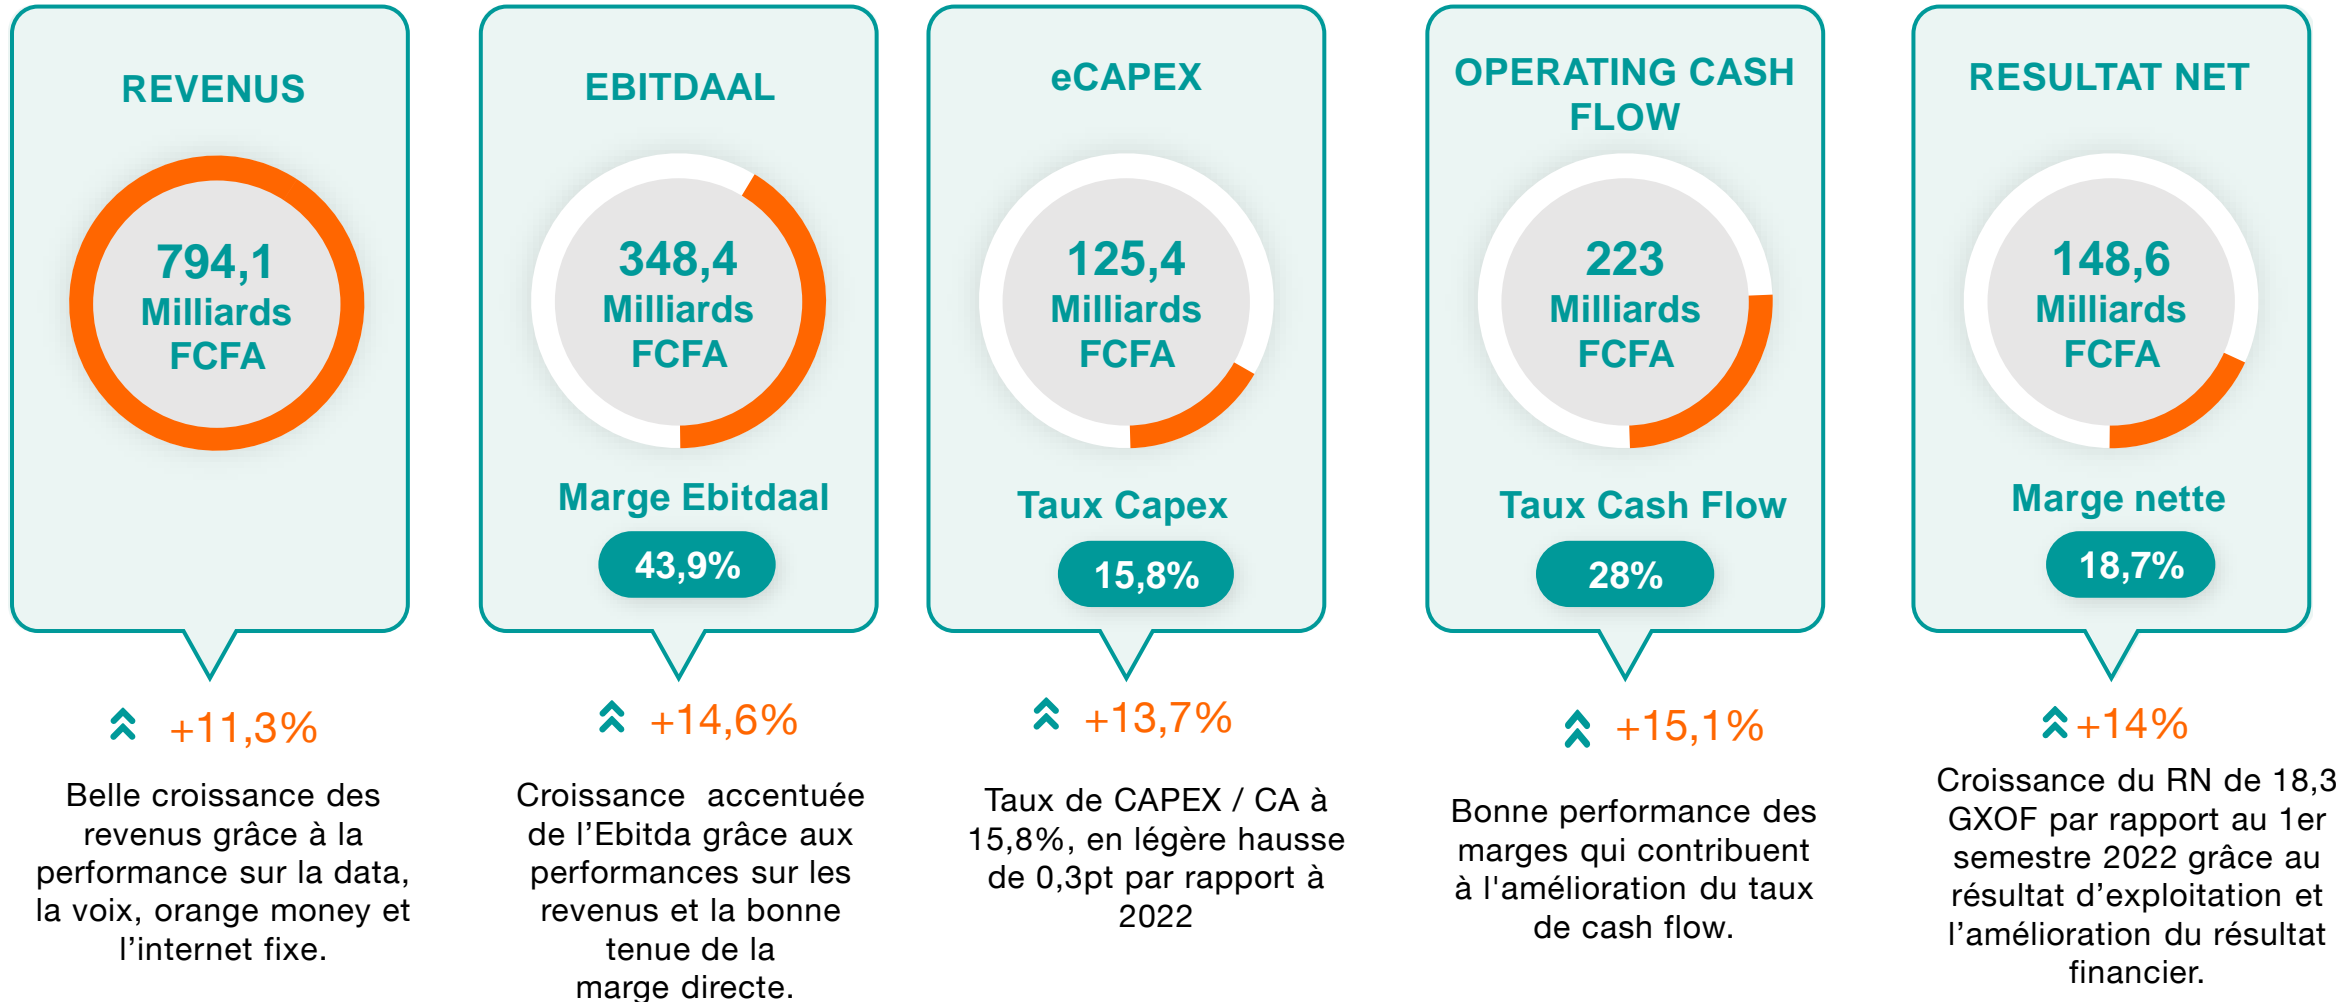 REVENUS
794,1
Milliards
FCFA
+11,3%
Belle croissance des
revenus grâce à la
performance sur la data,
la voix, orange money et
l’internet fixe.
EBITDAAL
348,4
Milliards
FCFA
Marge Ebitdaal
43,9%
+14,6%
Croissance accentuée
de l’Ebitda grâce aux
performances sur les
revenus et la bonne
tenue de la
marge directe.
eCAPEX
125,4
Milliards
FCFA
Taux Capex
15,8%
+13,7%
Taux de CAPEX / CA à
15,8%, en légère hausse
de 0,3pt par rapport à
2022
OPERATING CASH
FLOW
223
Milliards
FCFA
Taux Cash Flow
28%
+15,1%
Bonne performance des
marges qui contribuent
à l'amélioration du taux
de cash flow.
RESULTAT NET
148,6
Milliards
FCFA
Marge nette
18,7%
+14%
Croissance du RN de 18,3
GXOF par rapport au 1er
semestre 2022 grâce au
résultat d’exploitation et
l’amélioration du résultat
financier.